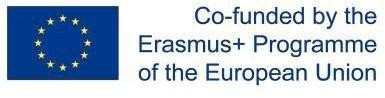 Co-funded by the
Erasmus+ Programme
of the European Union